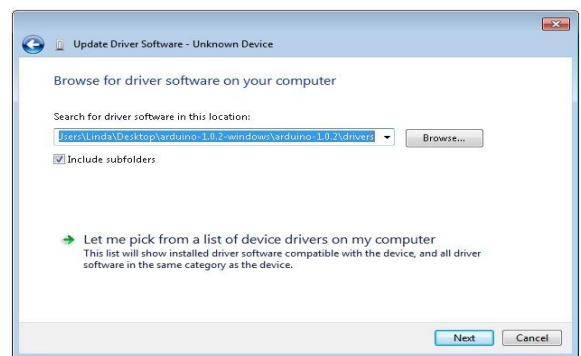 Update Driver Software - Unknown Device
Browse for driver software on your computer
Search for driver software in this location:
Jsers\Linda\Desktop\arduino-1.0.2-windows\arduino-1.0.2\drivers
Browse...
Include subfolders
Let me pick from a list of device drivers on my computer
This list will show installed driver software compatible with the device, and all driver
software in the same category as the device.
Next
Cancel